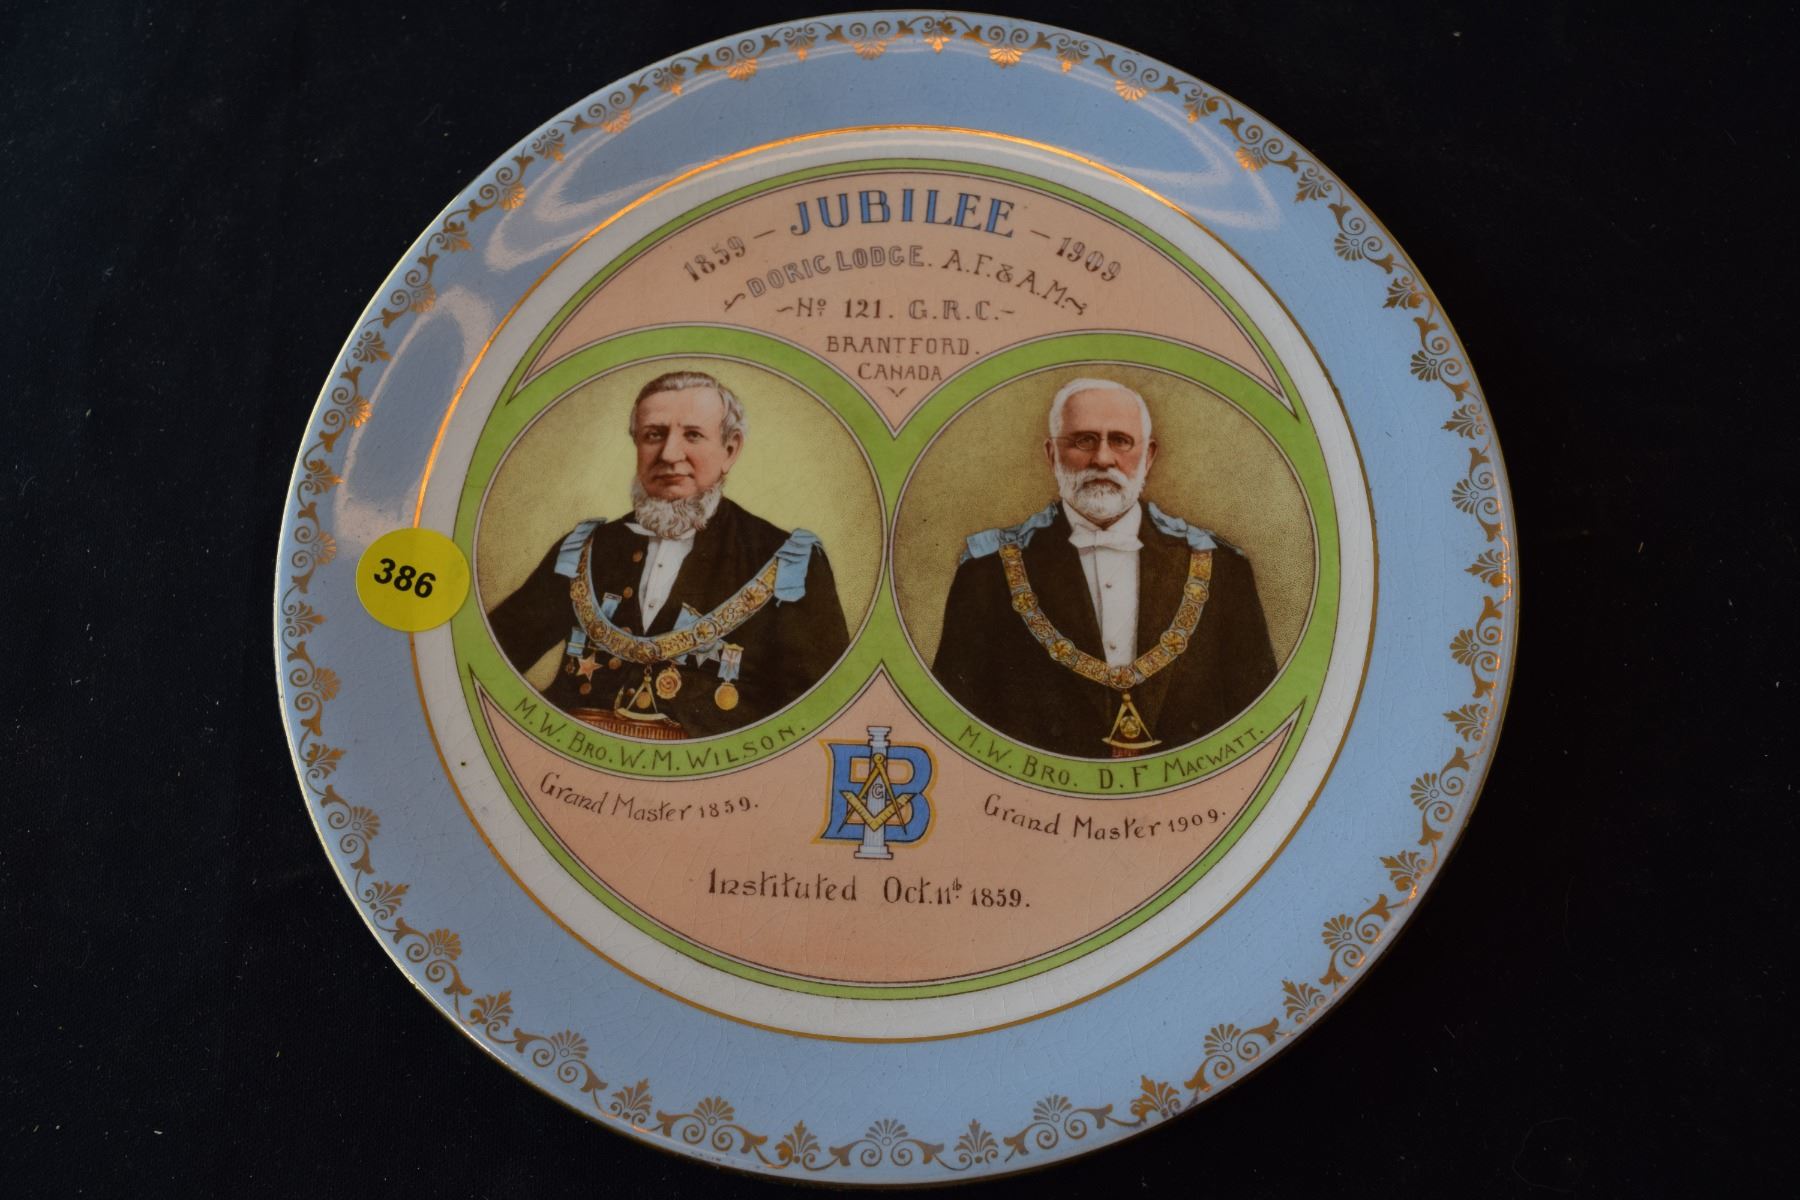 1859 – JUBILEE – 1909
DORIC LODGE. A.F. & A.M.
~Nº 121. G.R.C.~
BRANTFORD.
CANADA
386
M.W. BRO. W.M. WILSON.
Grand Master 1859.
M.W. BRO. D.F MACWATT.
Grand Master 1909.
B
G
Instituted Oct. 11th 1859.